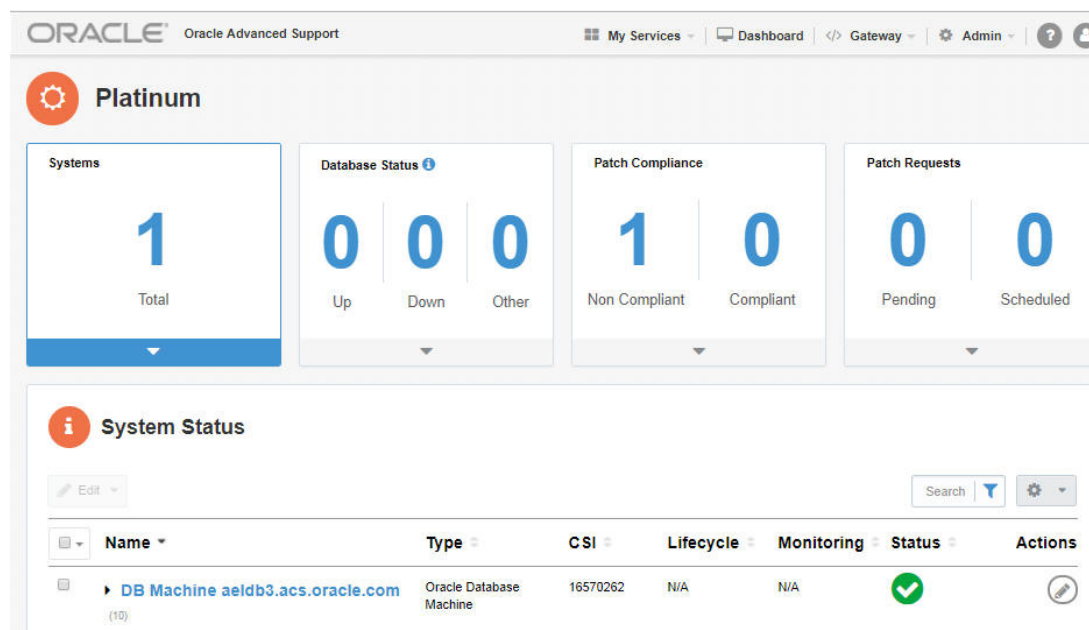 ORACLE® Oracle Advanced Support My Services Dashboard </> Gateway Admin ?
Platinum
Systems Database Status i Patch Compliance Patch Requests
1 0 0 0 1 0 0 0
Total Up Down Other Non Compliant Compliant Pending Scheduled
i System Status
Edit Search
Name Type CSI Lifecycle Monitoring Status Actions
DB Machine aeldb3.acs.oracle.com Oracle Database 16570262 N/A N/A
Machine
(10)